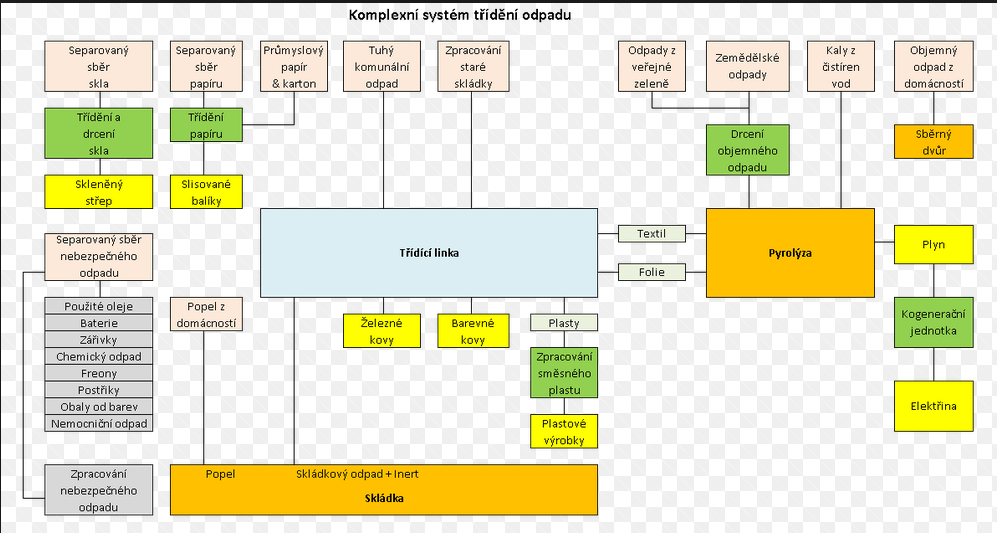 Komplexní systém třídění odpadu
Separovaný
sběr
skla
Separovaný
sběr
papíru
Průmyslový
papír
& karton
Tuhý
komunální
odpad
Zpracování
staré
skládky
Odpady z
veřejné
zeleně
Zemědělské
odpady
Kaly z
čistíren
vod
Objemný
odpad z
domácností
Třídění a
drcení
skla
Třídění
papíru
Drcení
objemného
odpadu
Sběrný
dvůr
Skleněný
střep
Slisované
balíky
Separovaný sběr
nebezpečného
odpadu
Třídící linka
Textil
Folie
Pyrolýza
Plyn
Použité oleje
Baterie
Zářivky
Chemický odpad
Freony
Postřiky
Obaly od barev
Nemocniční odpad
Popel z
domácností
Železné
kovy
Barevné
kovy
Plasty
Zpracování
směsného
plastu
Plastové
výrobky
Kogenerační
jednotka
Elektřina
Zpracování
nebezpečného
odpadu
Popel
Skládkový odpad + Inert
Skládka